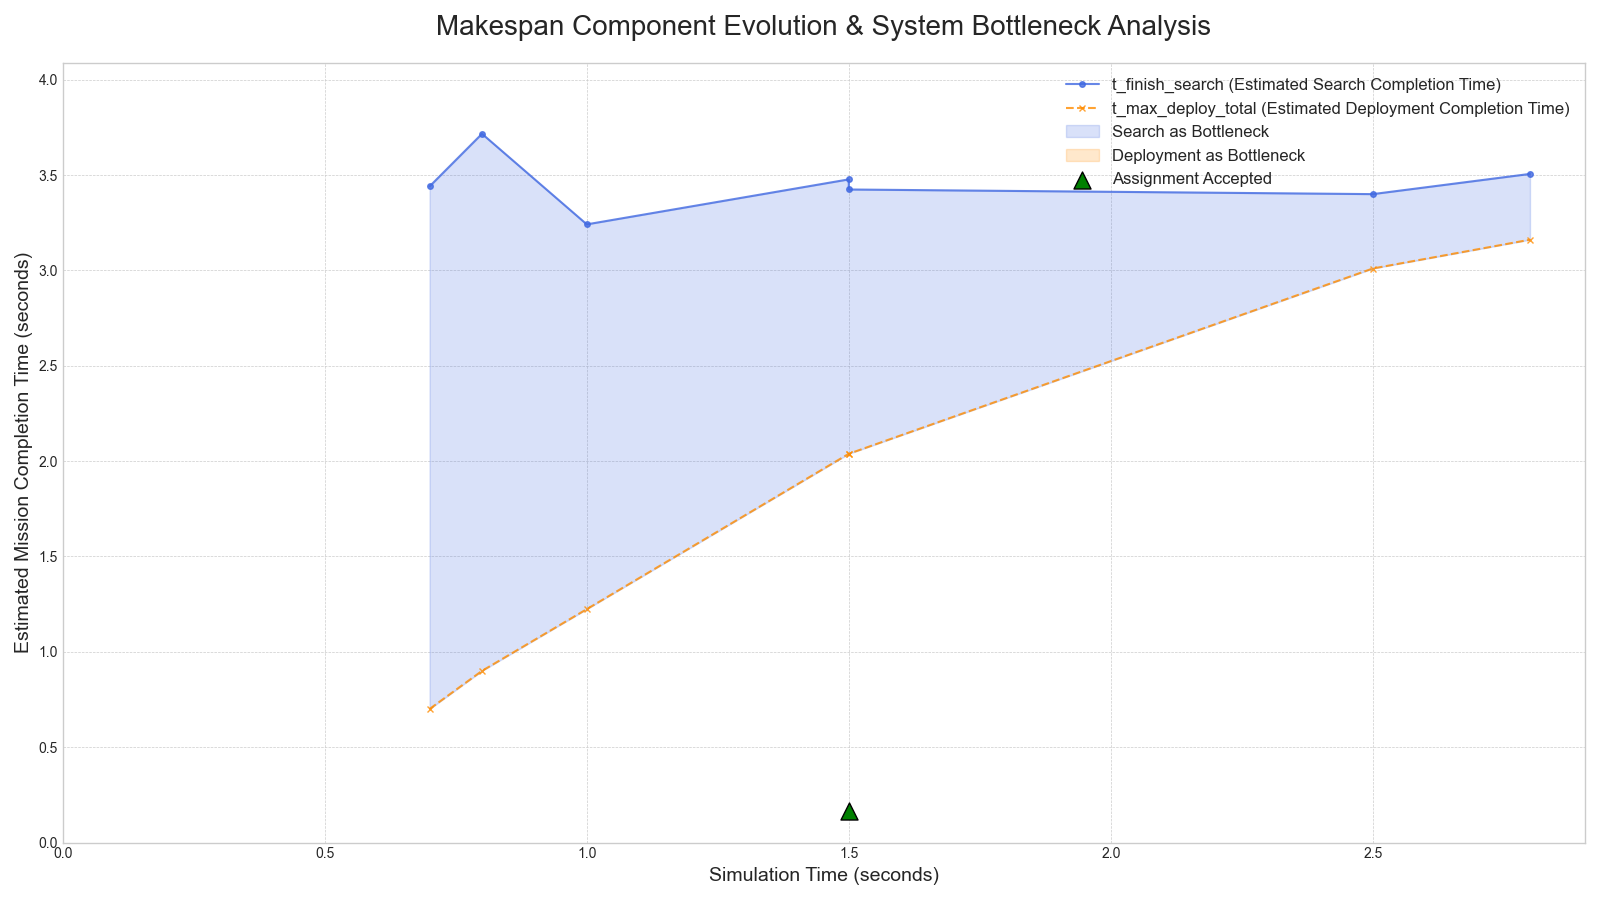 Makespan Component Evolution & System Bottleneck Analysis
t_finish_search (Estimated Search Completion Time)
t_max_deploy_total (Estimated Deployment Completion Time)
Search as Bottleneck
Deployment as Bottleneck
Assignment Accepted
Estimated Mission Completion Time (seconds)
4.0
3.5
3.0
2.5
2.0
1.5
1.0
0.5
0.0
0.0 0.5 1.0 1.5 2.0 2.5
Simulation Time (seconds)